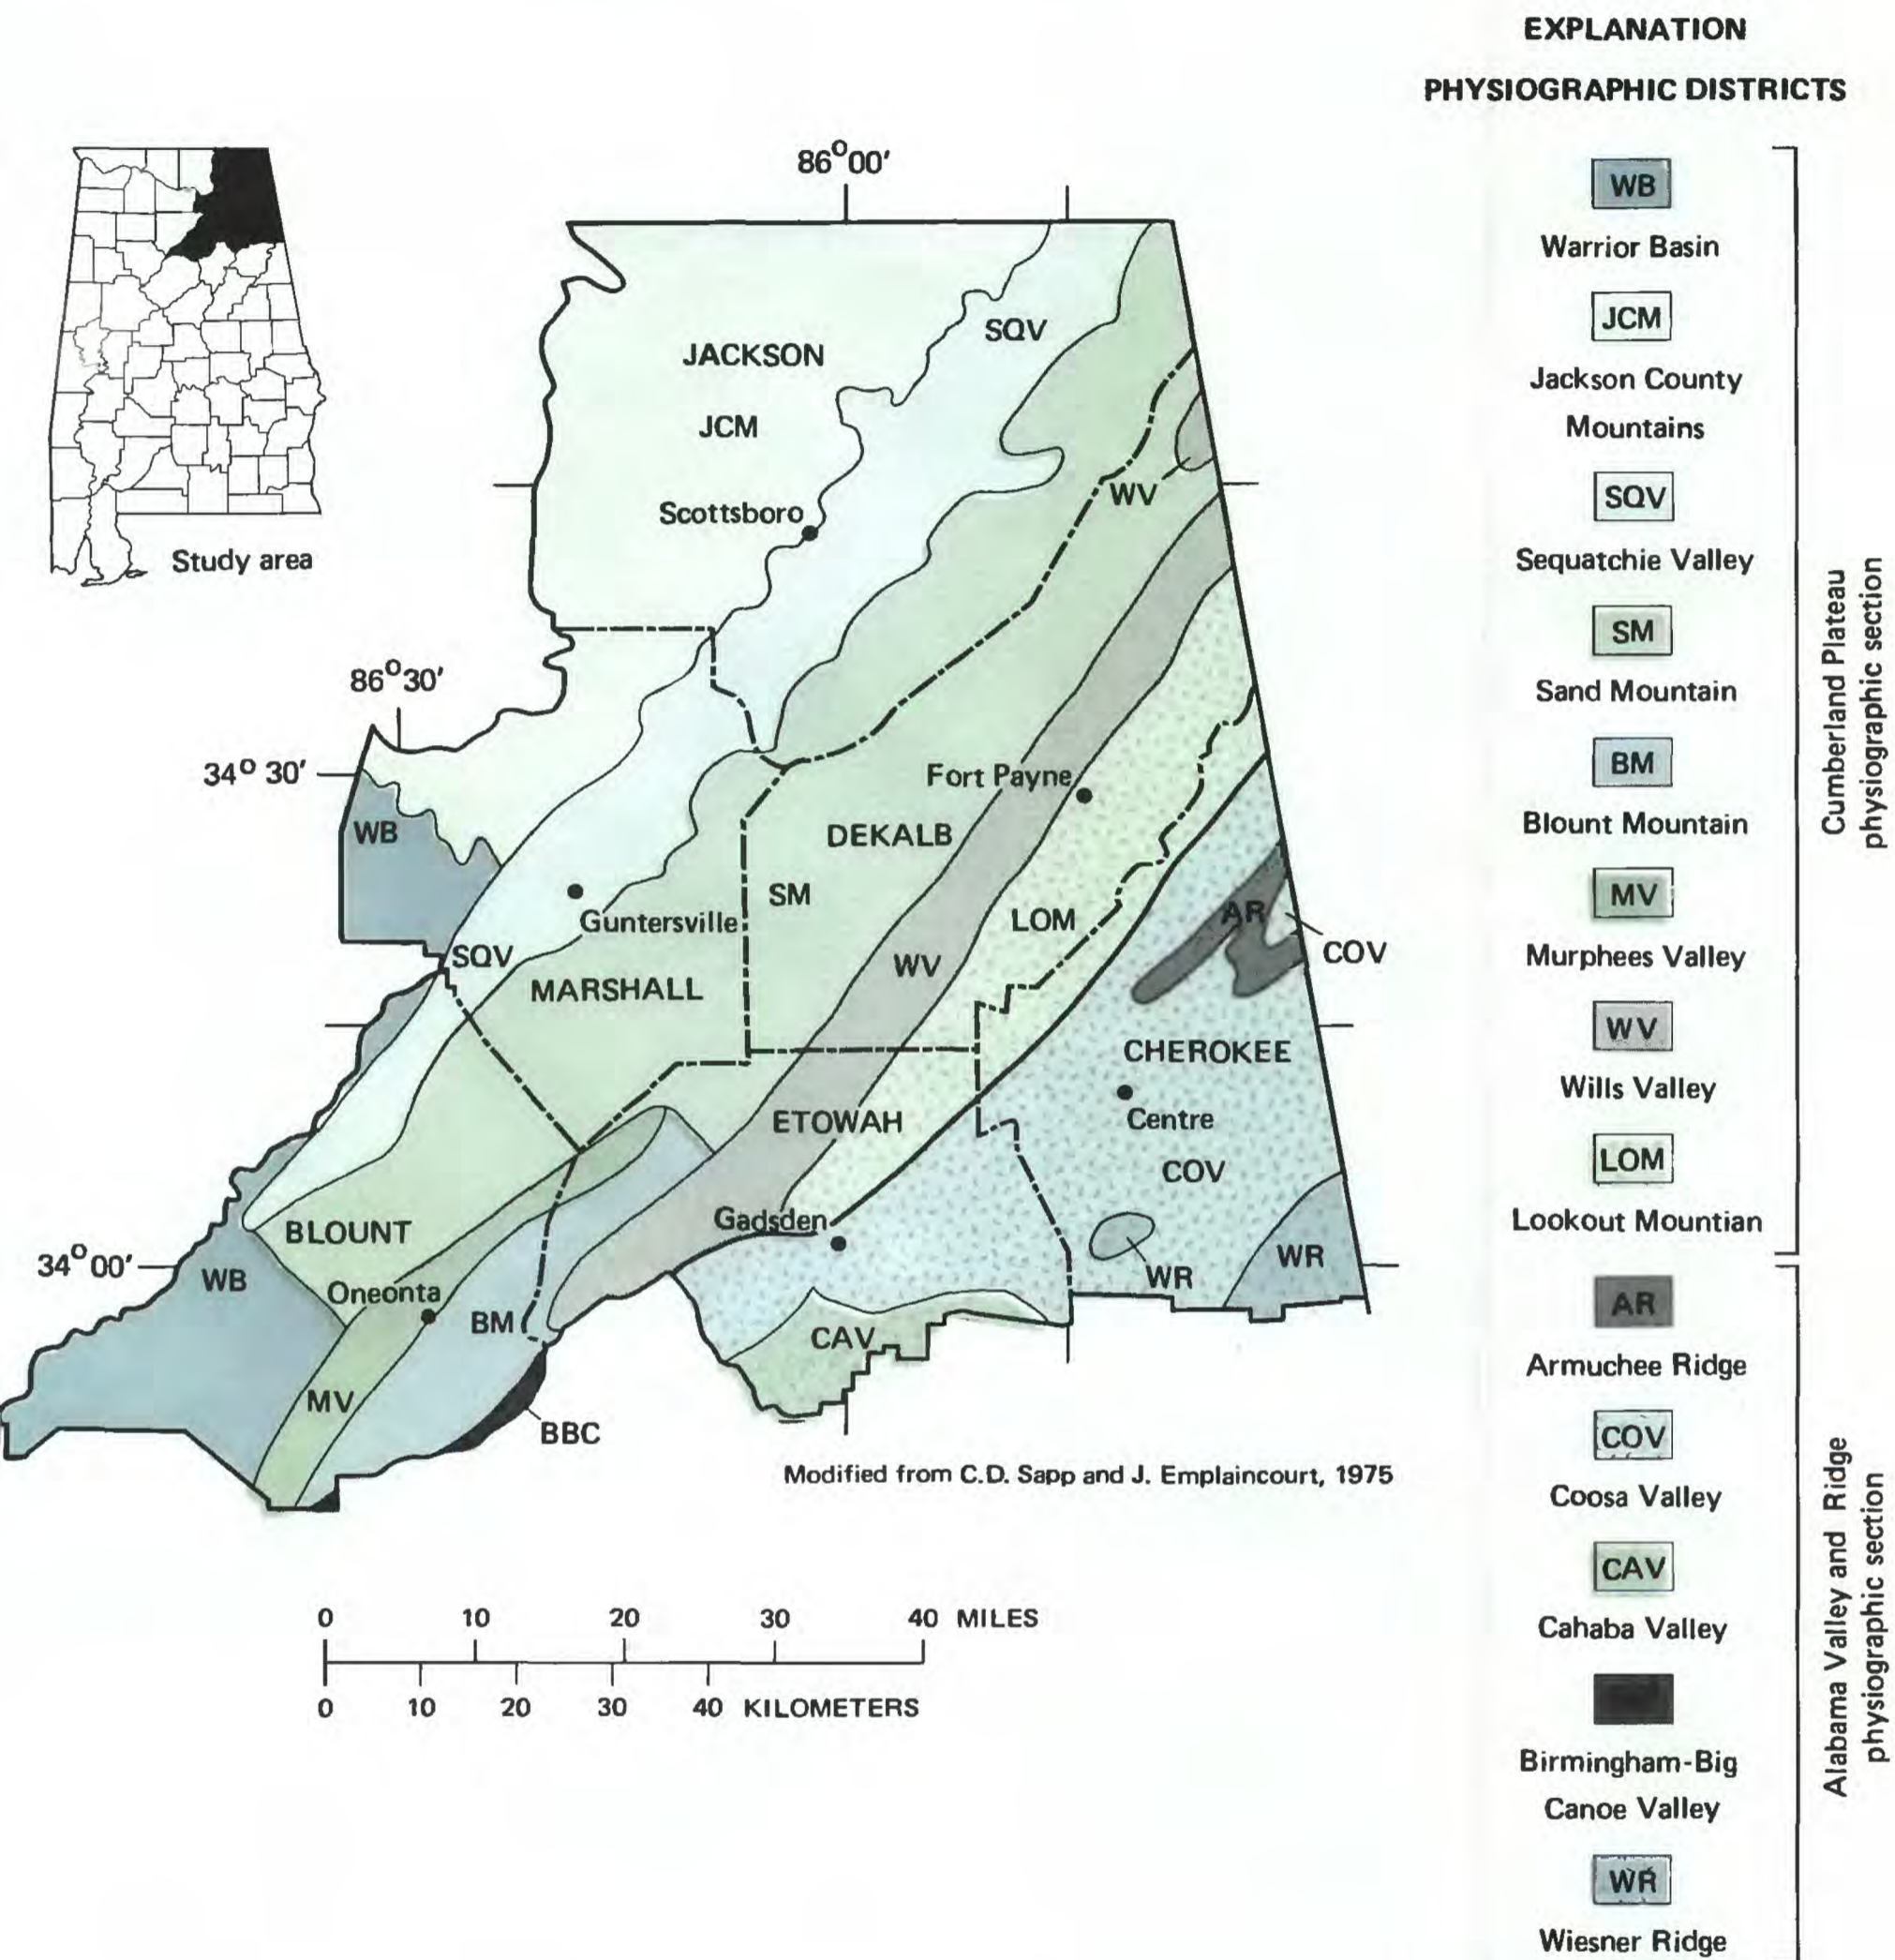 EXPLANATION
PHYSIOGRAPHIC DISTRICTS
WB
Warrior Basin
JCM
Jackson County
Mountains
SQV
Sequatchie Valley
SM
Sand Mountain
BM
Blount Mountain
MV
Murphees Valley
WV
Wills Valley
LOM
Lookout Mountian
Cumberland Plateau
physiographic section
AR
Armuchee Ridge
COV
Coosa Valley
CAV
Cahaba Valley
Birmingham-Big
Canoe Valley
WR
Wiesner Ridge
Alabama Valley and Ridge
physiographic section
Study area
86°00′
SQV
JACKSON
JCM
WV
Scottsboro
86°30′
34° 30′
Fort Payne
WB
DEKALB
SM
AR
Guntersville
LOM
COV
SQV
WV
MARSHALL
CHEROKEE
ETOWAH
Centre
COV
Gadsden
BLOUNT
34°00′
WB
WR
WR
Oneonta
BM
CAV
MV
BBC
Modified from C.D. Sapp and J. Emplaincourt, 1975
0 10 20 30 40 MILES
0 10 20 30 40 KILOMETERS